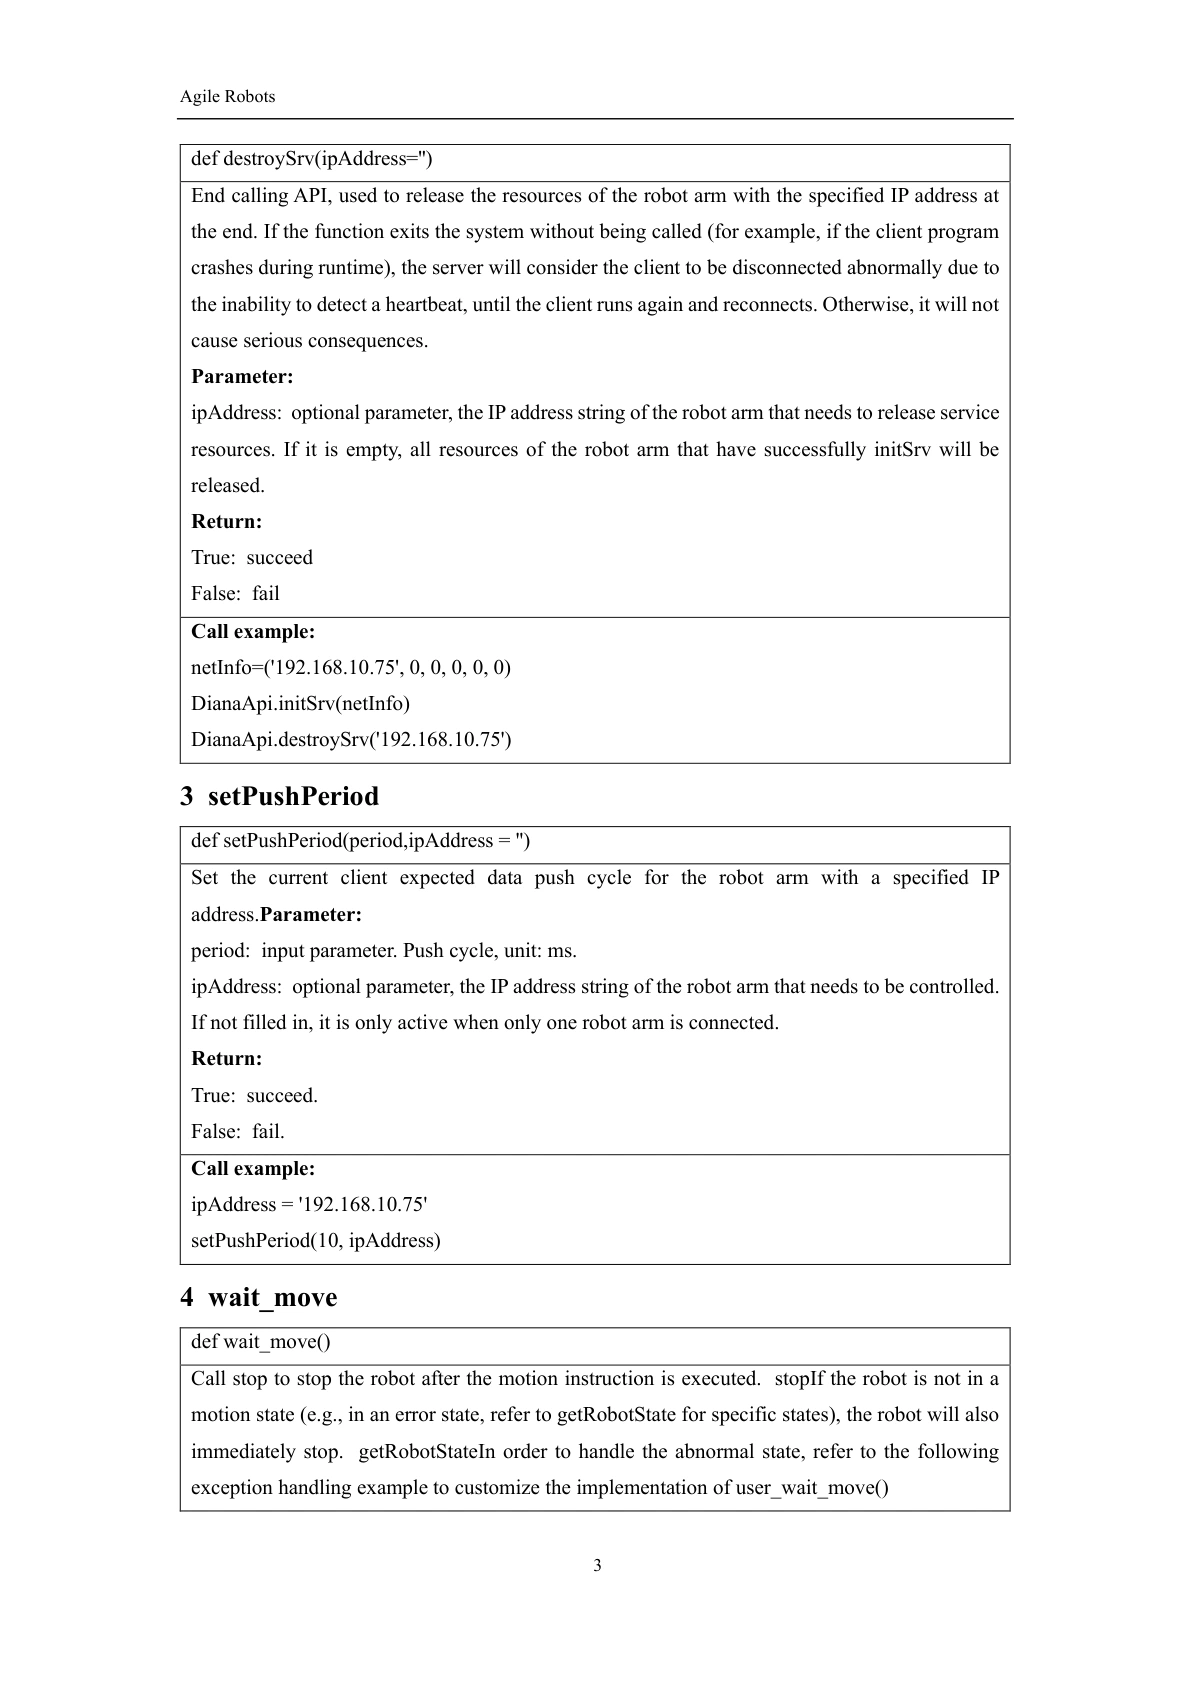 Agile Robots
def destroySrv(ipAddress='')
End calling API, used to release the resources of the robot arm with the specified IP address at
the end. If the function exits the system without being called (for example, if the client program
crashes during runtime), the server will consider the client to be disconnected abnormally due to
the inability to detect a heartbeat, until the client runs again and reconnects. Otherwise, it will not
cause serious consequences.
Parameter:
ipAddress: optional parameter, the IP address string of the robot arm that needs to release service
resources. If it is empty, all resources of the robot arm that have successfully initSrv will be
released.
Return:
True: succeed
False: fail
Call example:
netInfo=('192.168.10.75', 0, 0, 0, 0, 0)
DianaApi.initSrv(netInfo)
DianaApi.destroySrv('192.168.10.75')
3 setPushPeriod
def setPushPeriod(period,ipAddress = '')
Set the current client expected data push cycle for the robot arm with a specified IP
address.Parameter:
period: input parameter. Push cycle, unit: ms.
ipAddress: optional parameter, the IP address string of the robot arm that needs to be controlled.
If not filled in, it is only active when only one robot arm is connected.
Return:
True: succeed.
False: fail.
Call example:
ipAddress = '192.168.10.75'
setPushPeriod(10, ipAddress)
4 wait_move
def wait_move()
Call stop to stop the robot after the motion instruction is executed. stopIf the robot is not in a
motion state (e.g., in an error state, refer to getRobotState for specific states), the robot will also
immediately stop. getRobotStateIn order to handle the abnormal state, refer to the following
exception handling example to customize the implementation of user_wait_move()
3